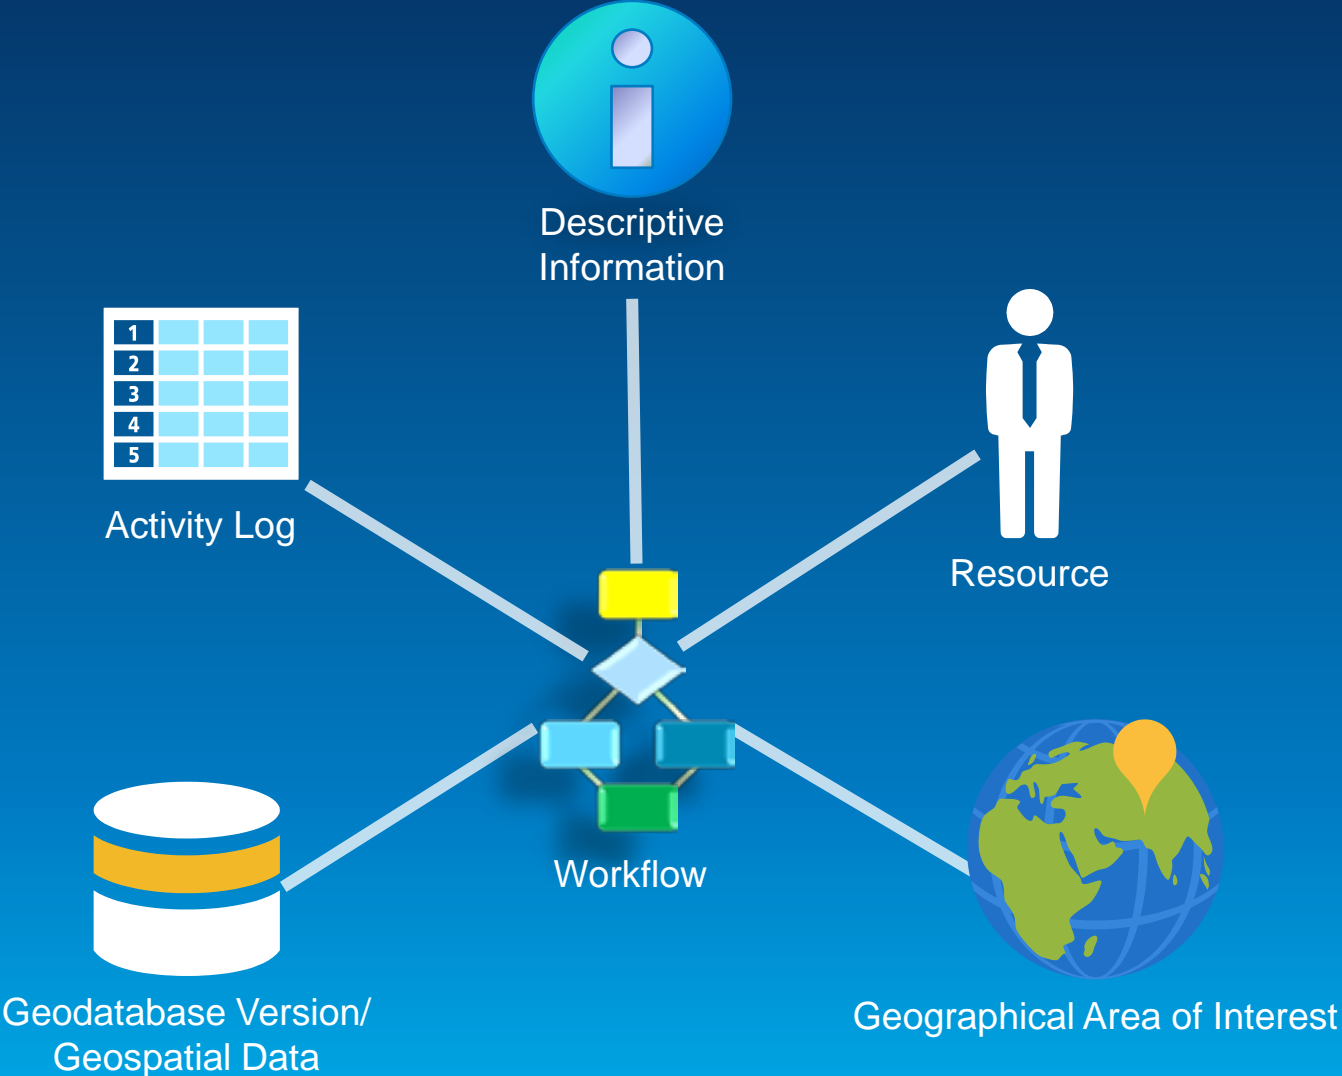 Descriptive
Information
1
2
3
4
5
Activity Log
Resource
Workflow
Geodatabase Version/
Geospatial Data
Geographical Area of Interest